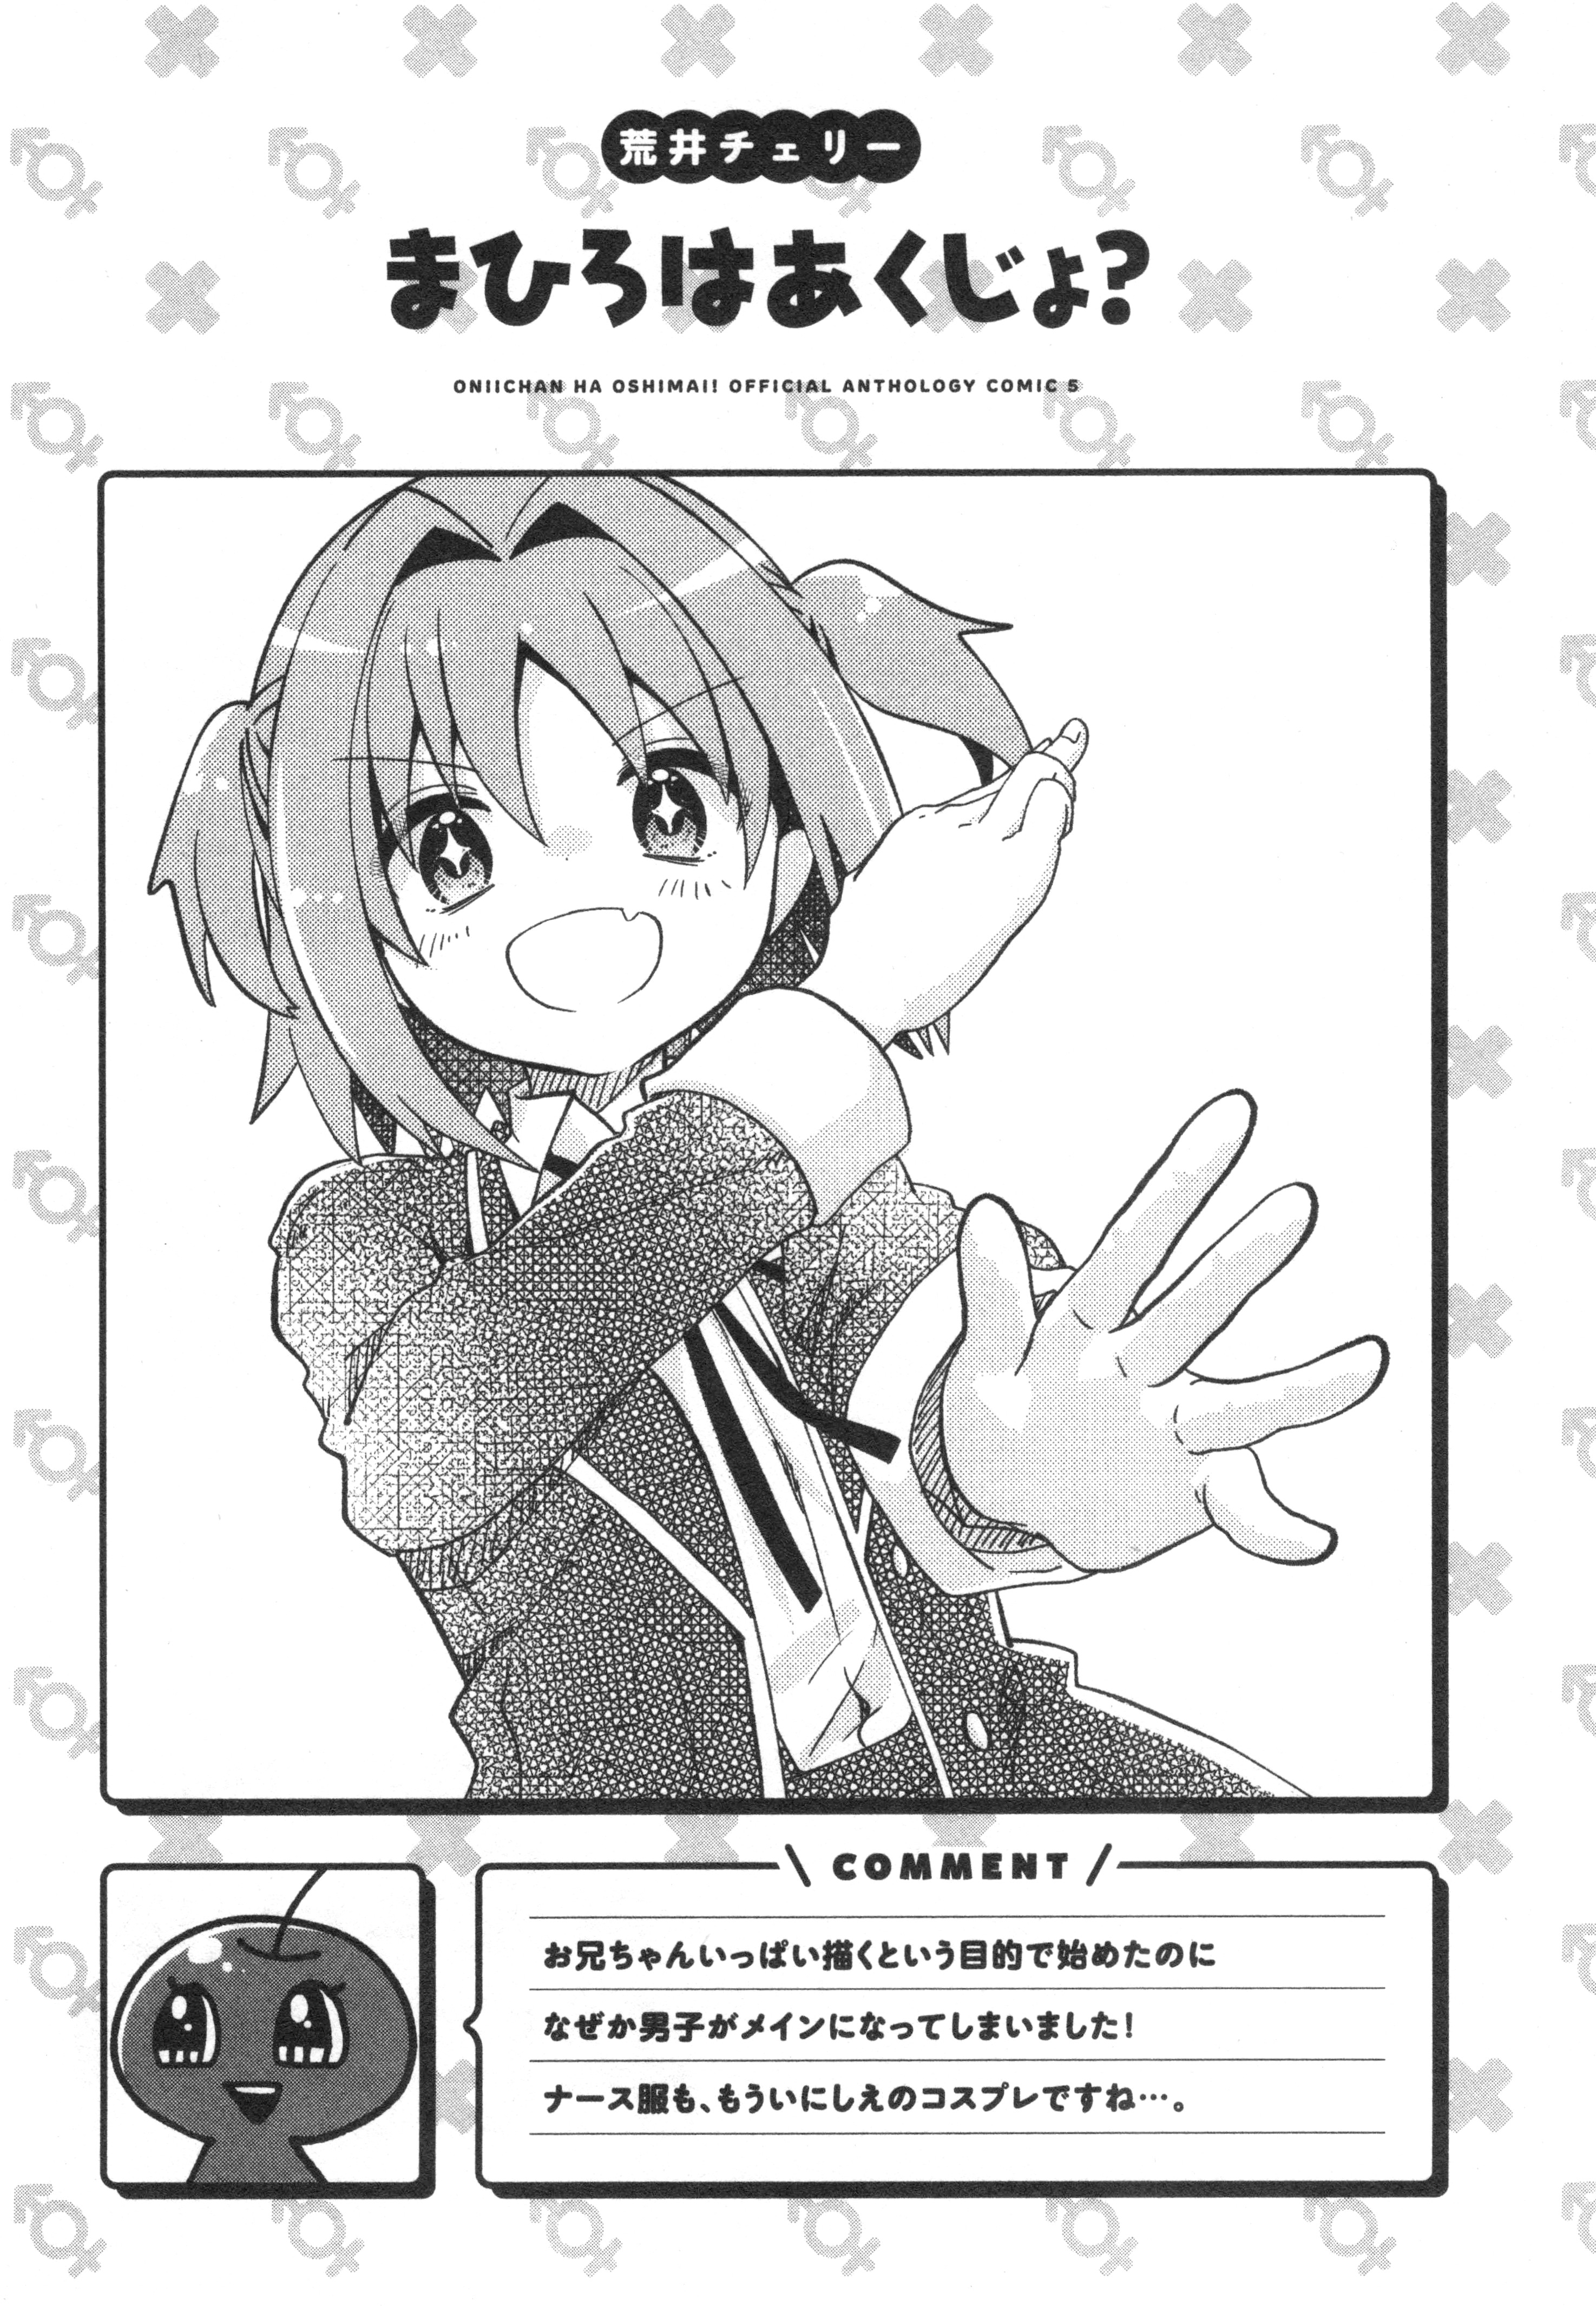 荒井チェリー
まひろはあくじょ?
ONIICHAN HA OSHIMAI! OFFICIAL ANTHOLOGY COMIC 5
COMMENT
お兄ちゃんいっぱい描くという目的で始めたのに
なぜか男子がメインになってしまいました!
ナース服も、もういにしえのコスプレですね…。